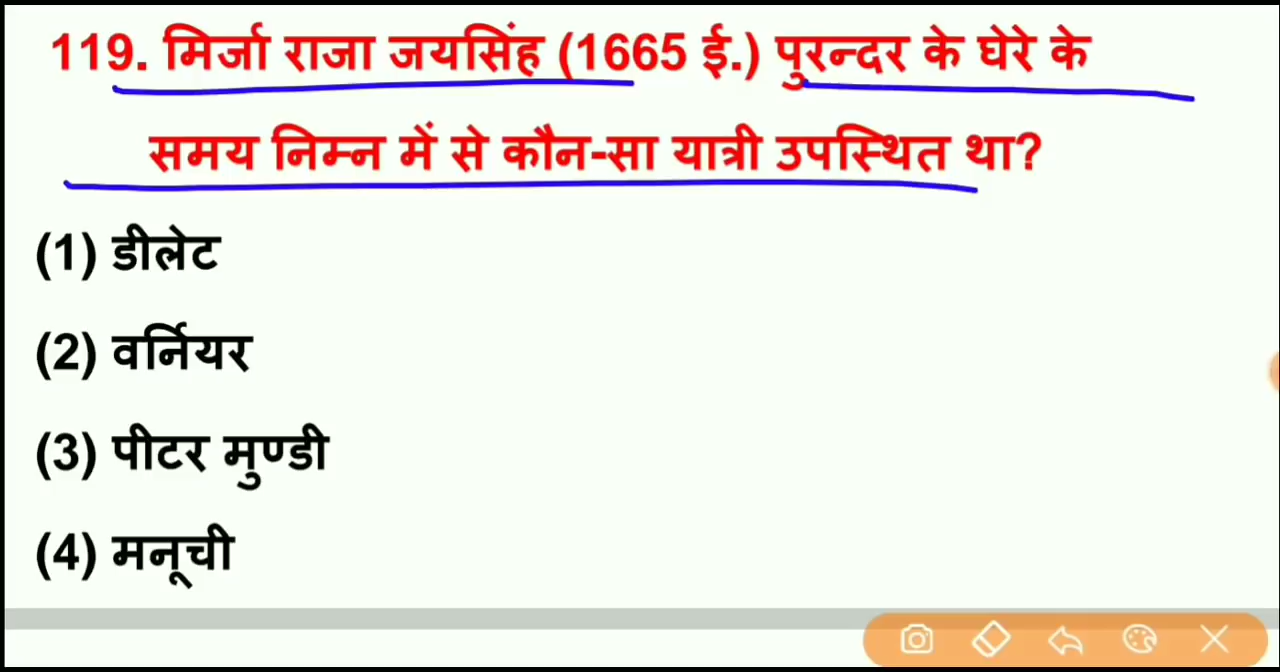 119. मिर्जा राजा जयसिंह (1665 ई.) पुरन्दर के घेरे के
समय निम्न में से कौन-सा यात्री उपस्थित था?
(1) डीलेट
(2) वर्नियर
(3) पीटर मुण्डी
(4) मनूची